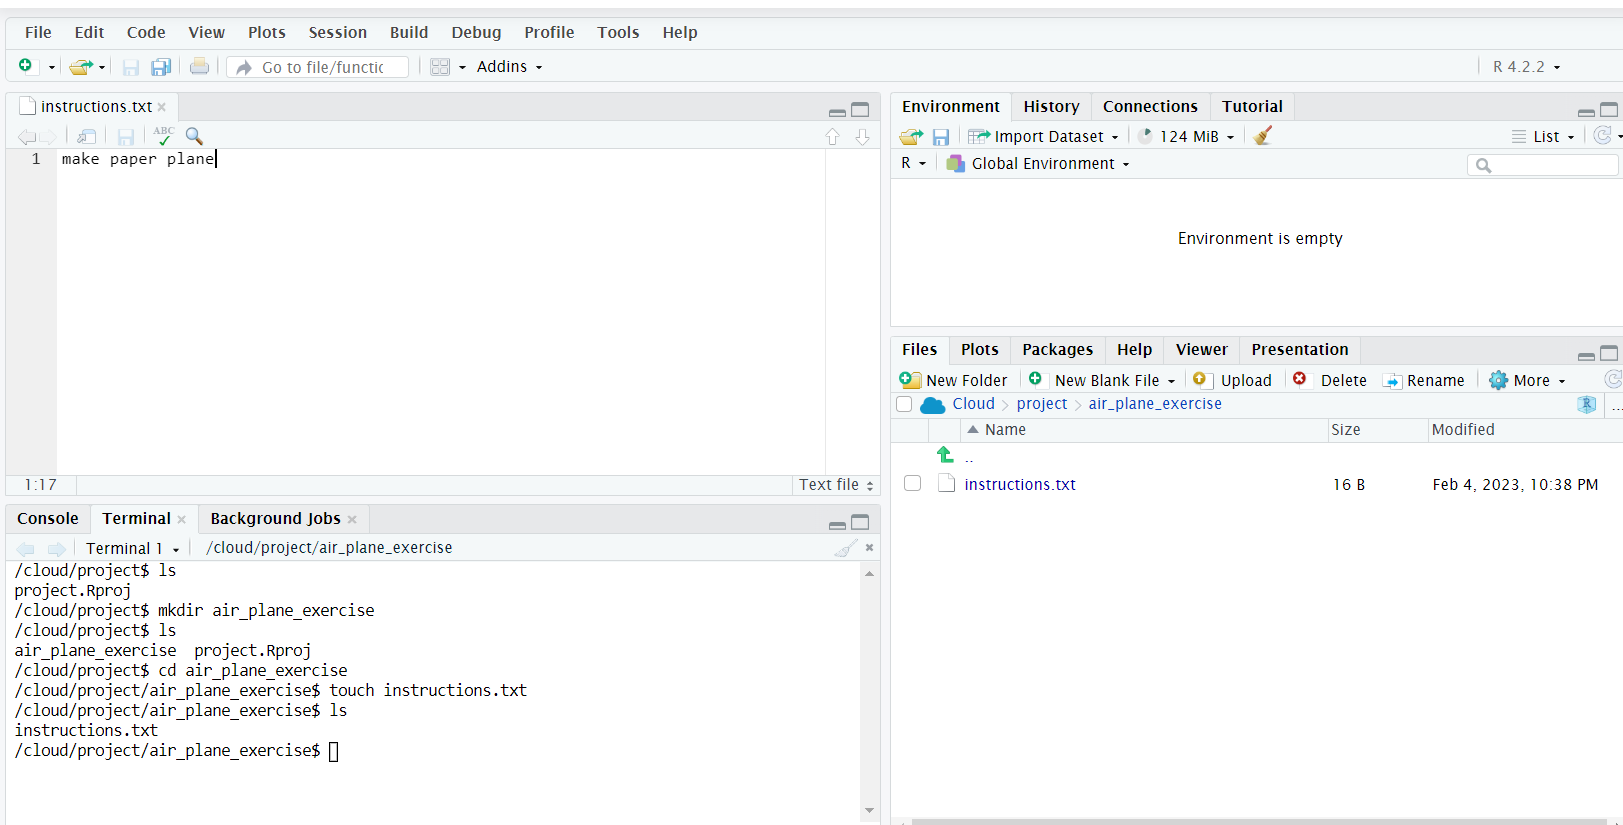 File Edit Code View Plots Session Build Debug Profile Tools Help
Go to file/functic Addins R 4.2.2
instructions.txt
ABC
1 make paper plane
1:17 Text file
Console Terminal Background Jobs
Terminal 1 /cloud/project/air_plane_exercise
/cloud/project$ ls
project.Rproj
/cloud/project$ mkdir air_plane_exercise
/cloud/project$ ls
air_plane_exercise project.Rproj
/cloud/project$ cd air_plane_exercise
/cloud/project/air_plane_exercise$ touch instructions.txt
/cloud/project/air_plane_exercise$ ls
instructions.txt
/cloud/project/air_plane_exercise$
Environment History Connections Tutorial
Import Dataset 124 MiB List
R Global Environment
Environment is empty
Files Plots Packages Help Viewer Presentation
New Folder New Blank File Upload Delete Rename More
Cloud project air_plane_exercise R ...
Name Size Modified
..
instructions.txt 16 B Feb 4, 2023, 10:38 PM